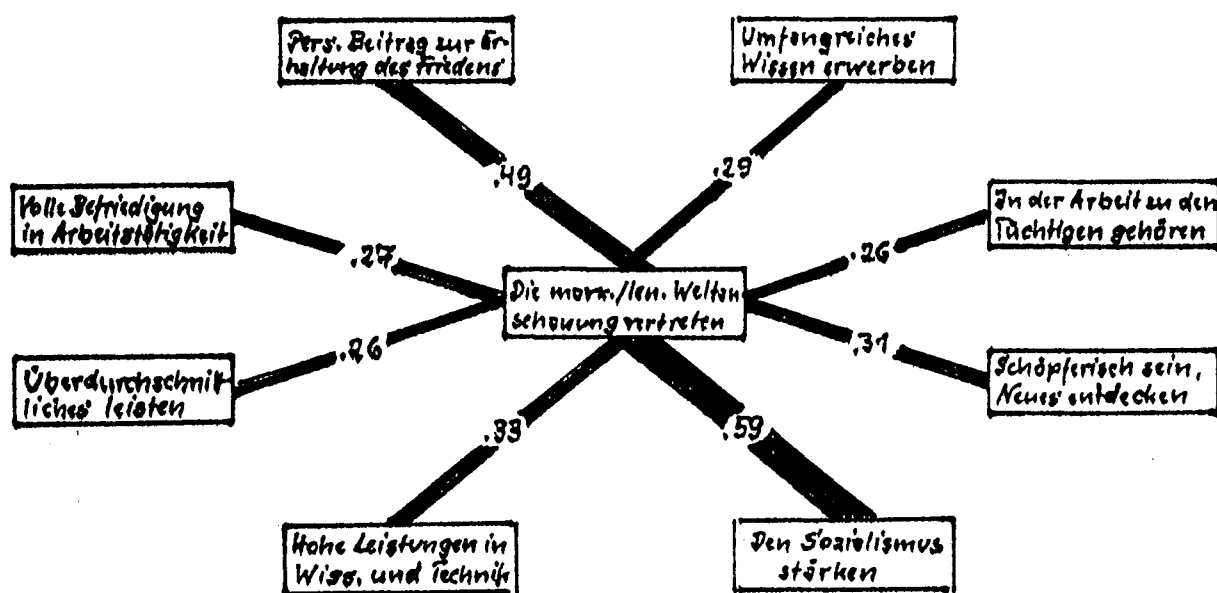 Pers. Beitrag zur Er-
haltung des Friedens
Umfangreiches
Wissen erwerben
.49
.29
Volle Befriedigung
in Arbeitstätigkeit
In der Arbeit zu den
Tüchtigen gehören
.27
.26
Die marx./len. Weltan
schauung vertreten
.26
.31
Überdurchschnit-
liches leisten
Schöpferisch sein,
Neues entdecken
.33
.59
Hohe Leistungen in
Wiss. und Technik
Den Sozialismus
stärken